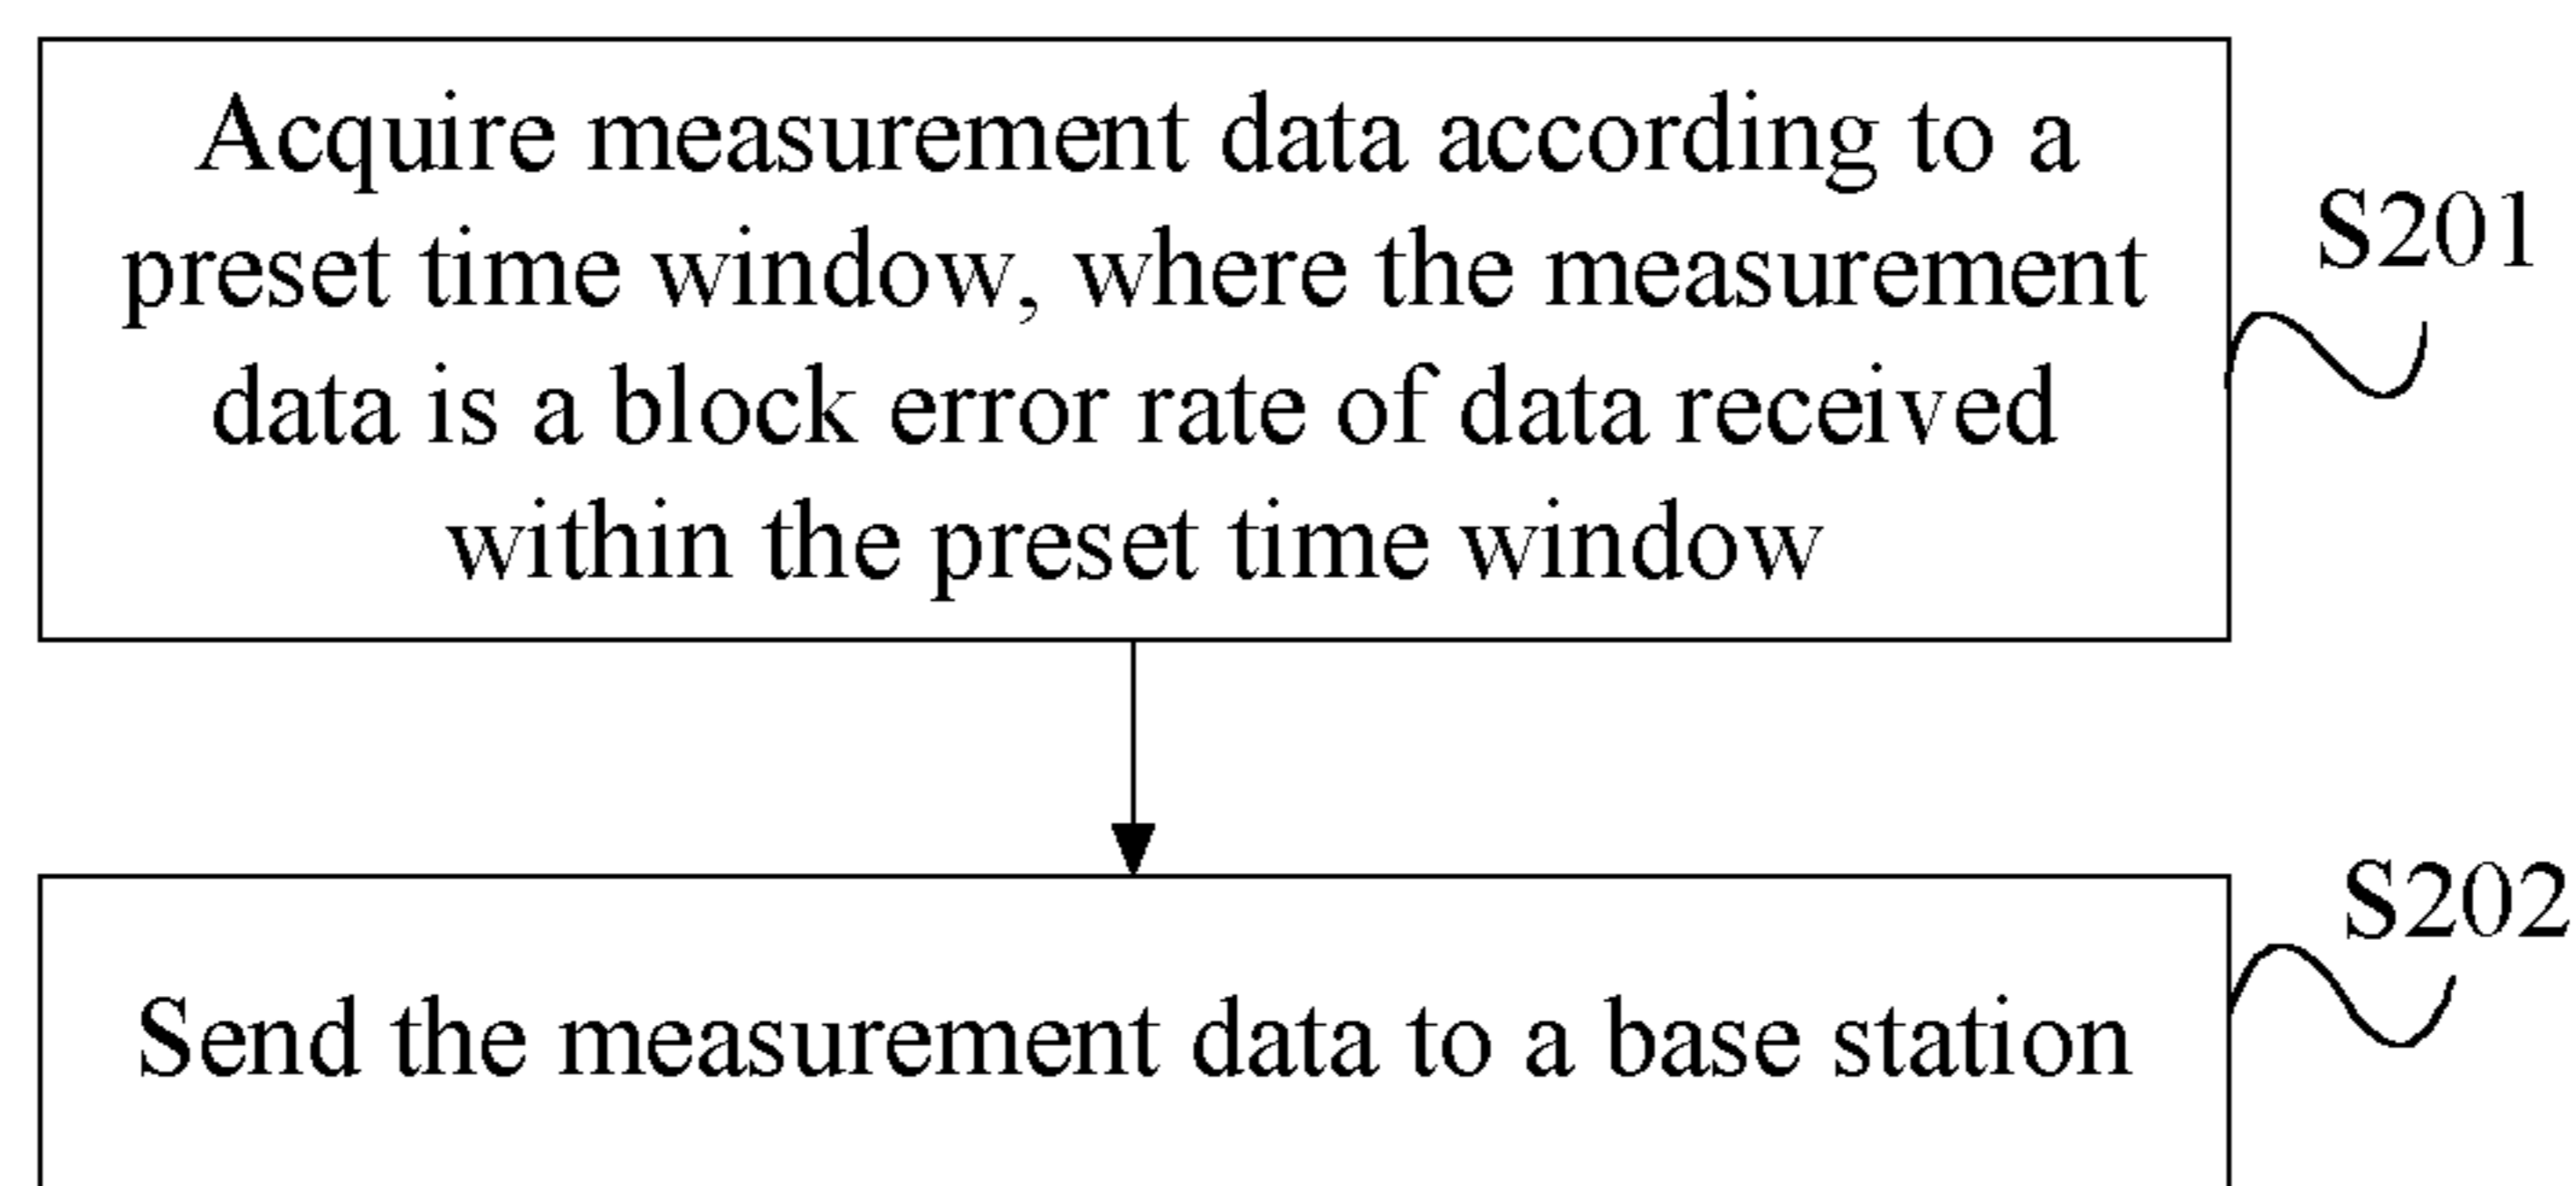 Acquire measurement data according to a
preset time window, where the measurement
data is a block error rate of data received
within the preset time window
S201
S202
Send the measurement data to a base station